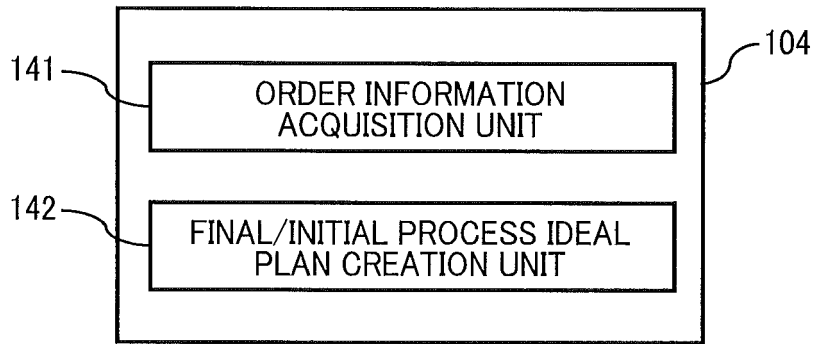 104
141
ORDER INFORMATION
ACQUISITION UNIT
142
FINAL/INITIAL PROCESS IDEAL
PLAN CREATION UNIT